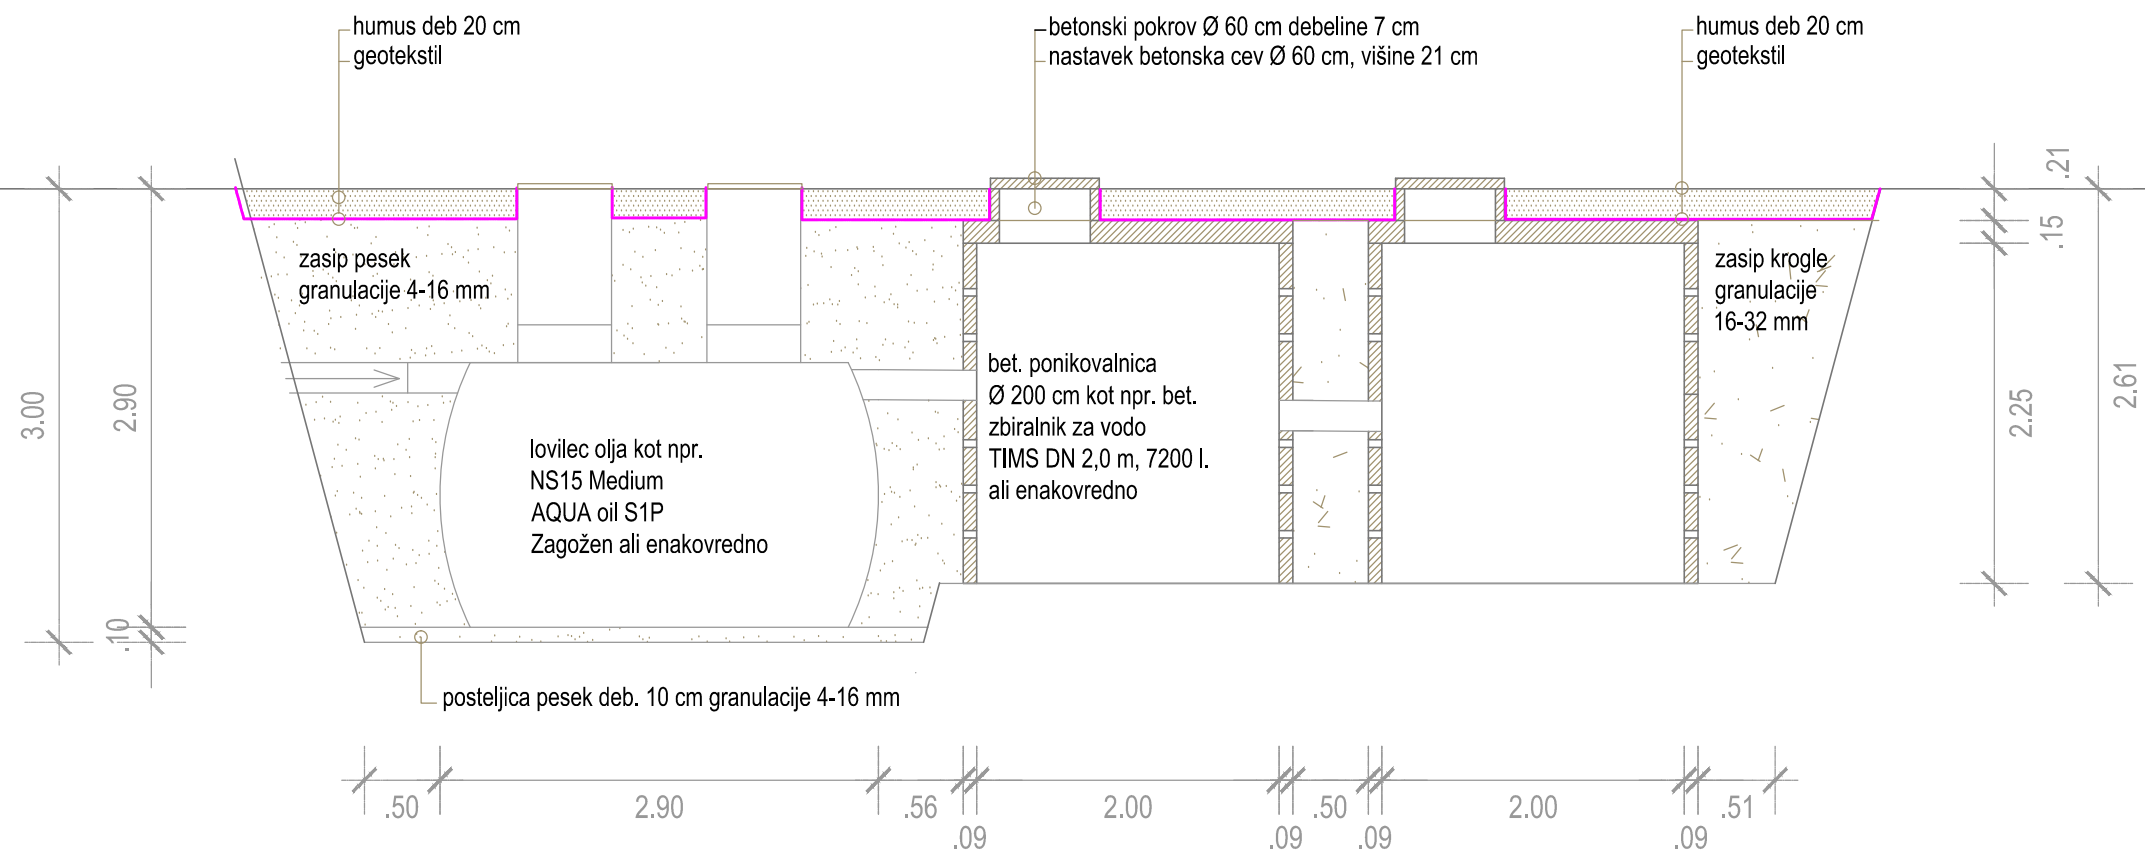 humus deb 20 cm
geotekstil
betonski pokrov Ø 60 cm debeline 7 cm
nastavek betonska cev Ø 60 cm, višine 21 cm
humus deb 20 cm
geotekstil
zasip pesek
granulacije 4-16 mm
zasip krogle
granulacije
16-32 mm
bet. ponikovalnica
Ø 200 cm kot npr. bet.
zbiralnik za vodo
TIMS DN 2,0 m, 7200 l.
ali enakovredno
lovilec olja kot npr.
NS15 Medium
AQUA oil S1P
Zagožen ali enakovredno
posteljica pesek deb. 10 cm granulacije 4-16 mm
3.00
2.90
.10
.21
.15
2.25
2.61
.50
2.90
.56
.09
2.00
.09
.50
.09
2.00
.09
.51